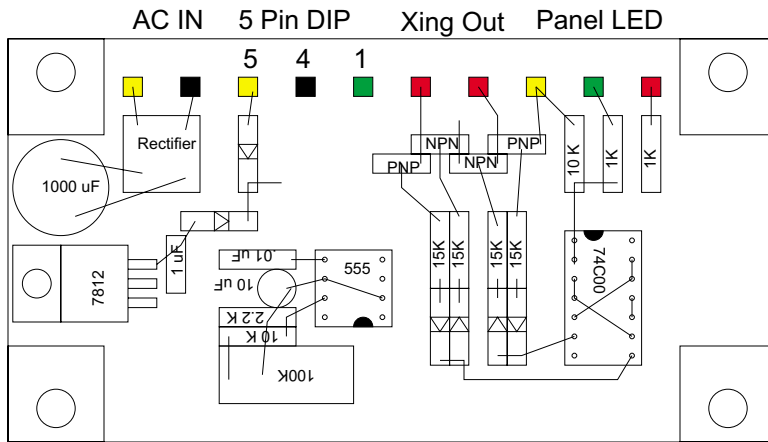 AC IN 5 Pin DIP Xing Out Panel LED
5 4 1
Rectifier
NPN PNP
PNP NPN
10 K
1K
1K
1000 uF
15K
15K
15K
15K
74C00
.01 uF
555
1 uF
10 uF
7812
2.2 K
10 K
100K